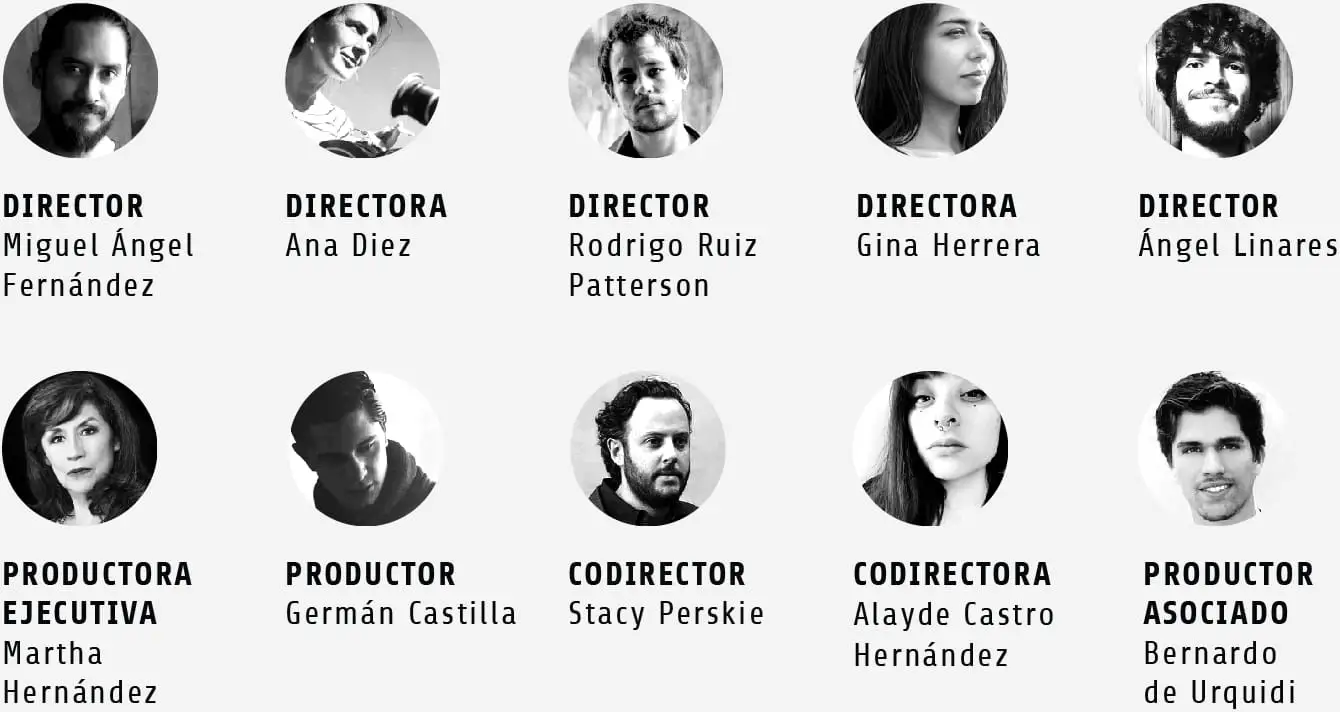 DIRECTOR
Miguel Ángel
Fernández
DIRECTORA
Ana Diez
DIRECTOR
Rodrigo Ruiz
Patterson
DIRECTORA
Gina Herrera
DIRECTOR
Ángel Linares
PRODUCTORA
EJECUTIVA
Martha
Hernández
PRODUCTOR
Germán Castilla
CODIRECTOR
Stacy Perskie
CODIRECTORA
Alayde Castro
Hernández
PRODUCTOR
ASOCIADO
Bernardo
de Urquidi